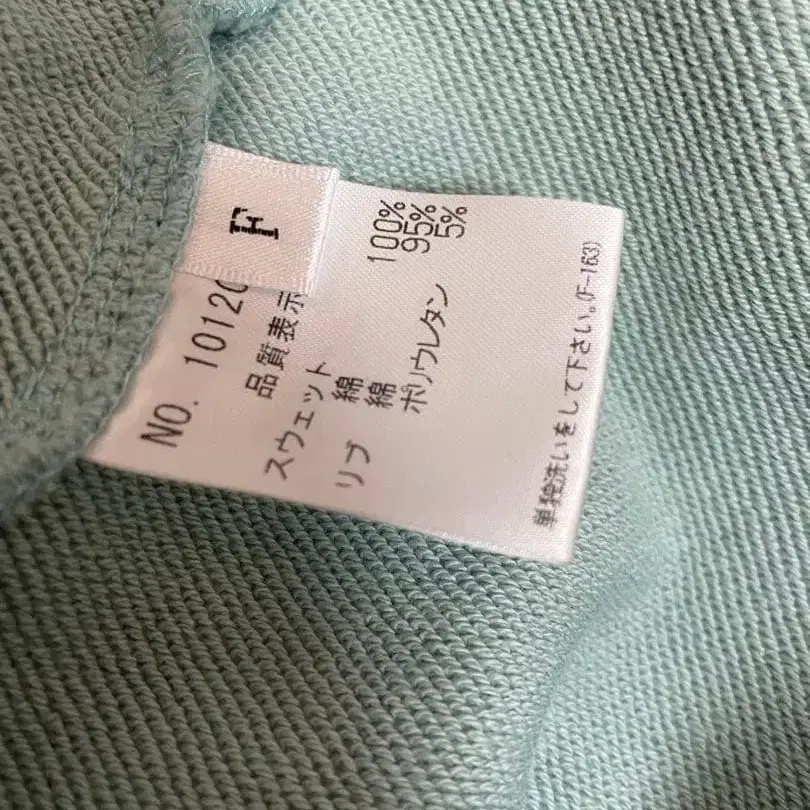 F
NO. 1012
品質表示
スウェット 綿 100%
リブ 綿 95%
ポリウレタン 5%
単独洗いをして下さい。(F-163)